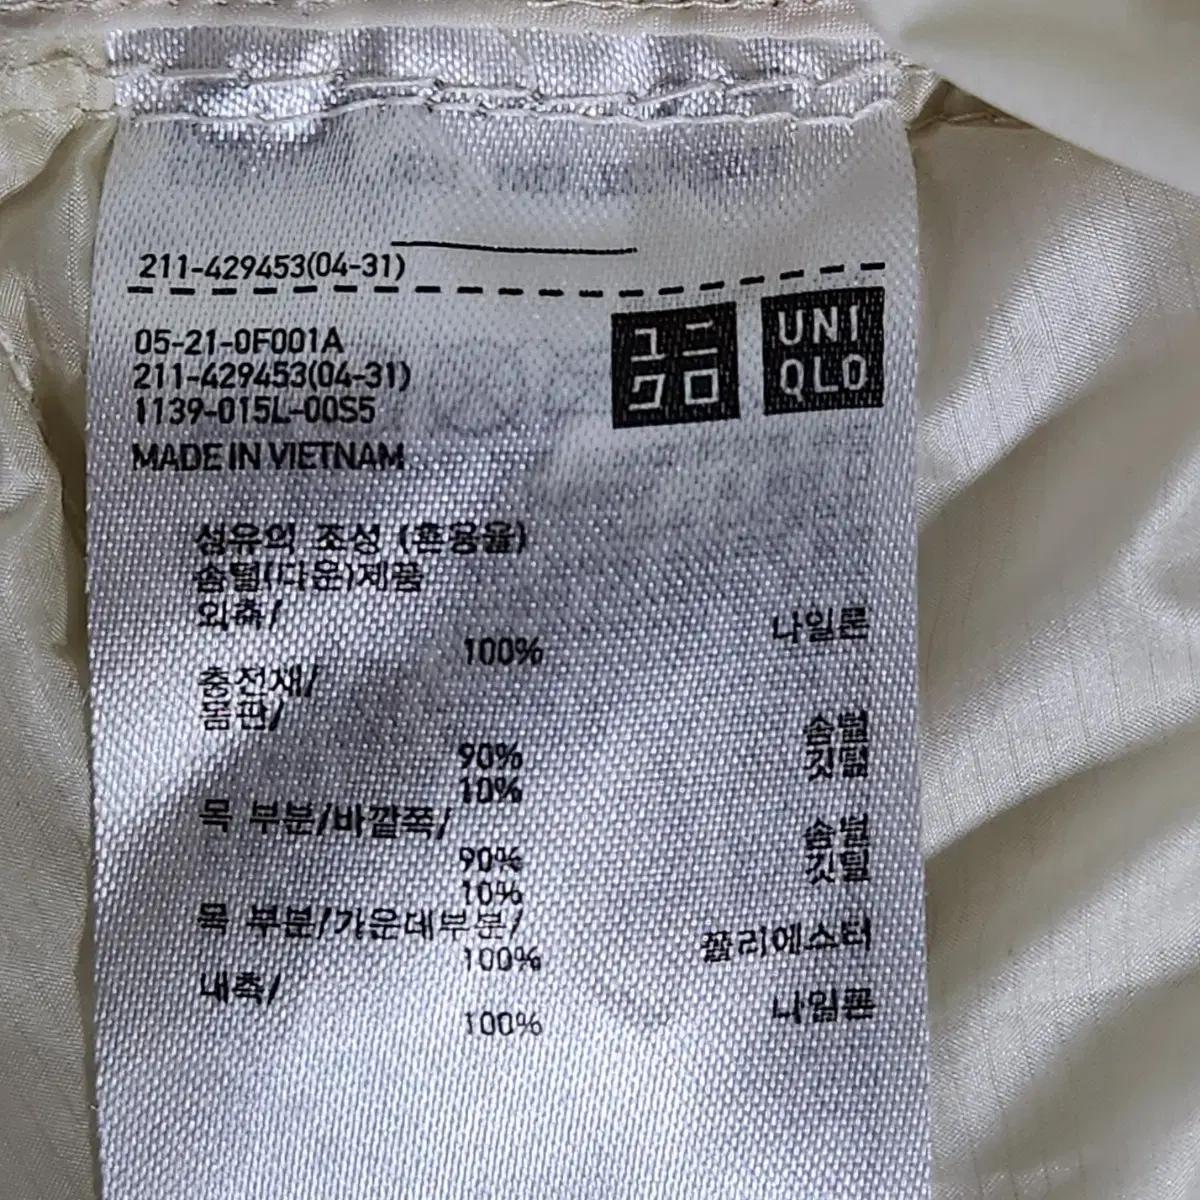 211-429453(04-31)
ユニ
クロ
UNI
QLO
05-21-0F001A
211-429453(04-31)
1139-015L-00S5
MADE IN VIETNAM
섬유의 조성 (혼용율)
솜털(다운)제품
외측/
100% 나일론
충전재/
몸판/
90% 솜털
10% 깃털
목 부분/바깥쪽/
90% 솜털
10% 깃털
목 부분/가운데부분/
100% 폴리에스터
내측/
100% 나일론